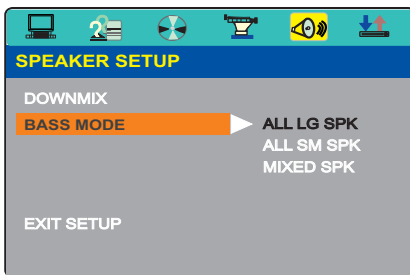 SPEAKER SETUP
DOWNMIX
BASS MODE
ALL LG SPK
ALL SM SPK
MIXED SPK
EXIT SETUP